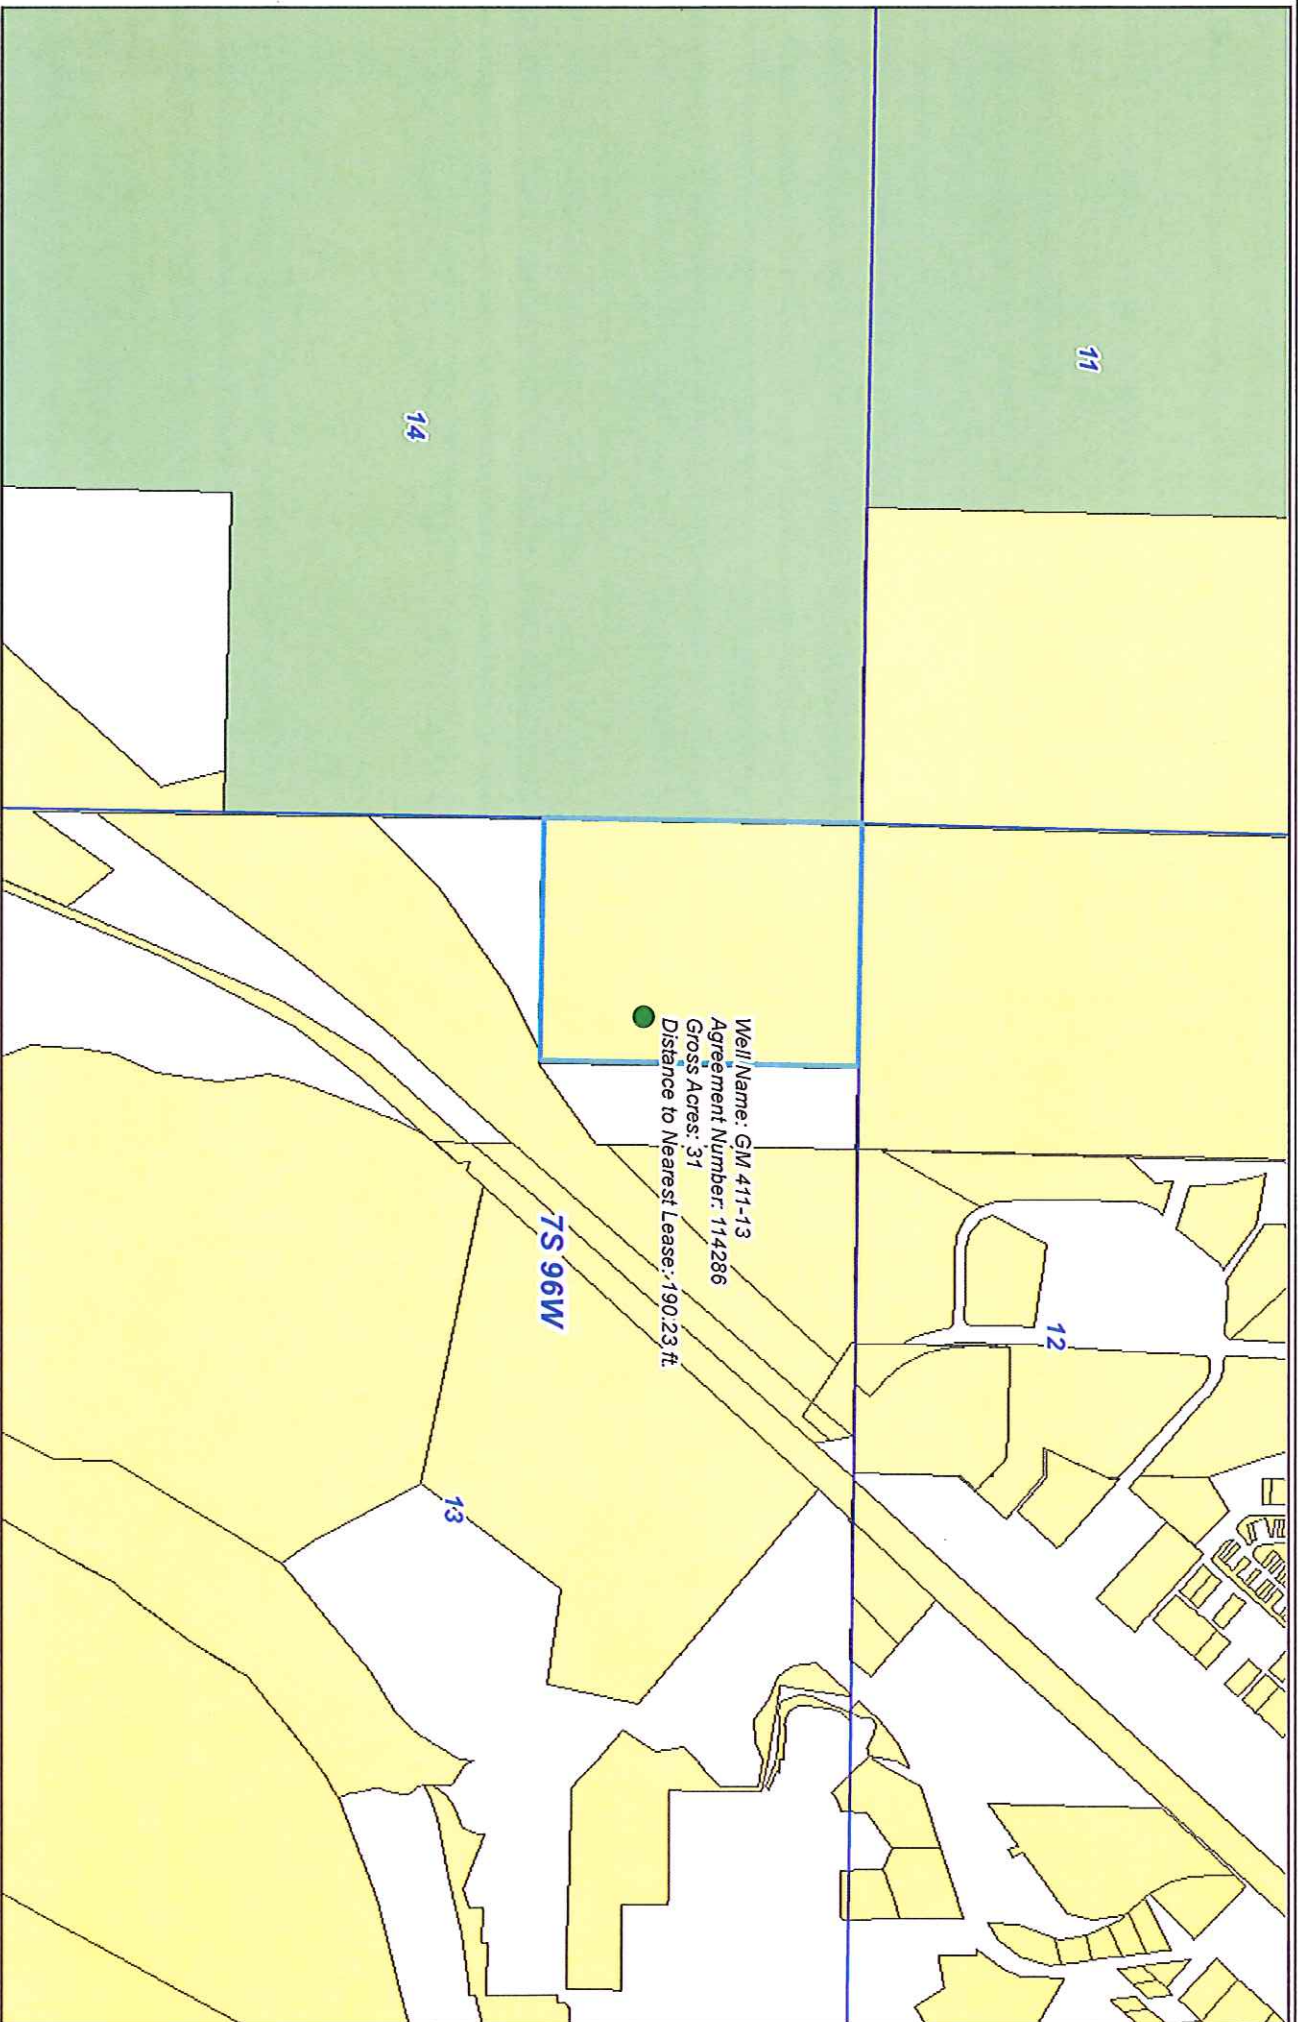 11
12
14
Well Name: GM 411-13
Agreement Number: 114286
Gross Acres: 31
Distance to Nearest Lease: 190.23 ft.
7S 96W
13